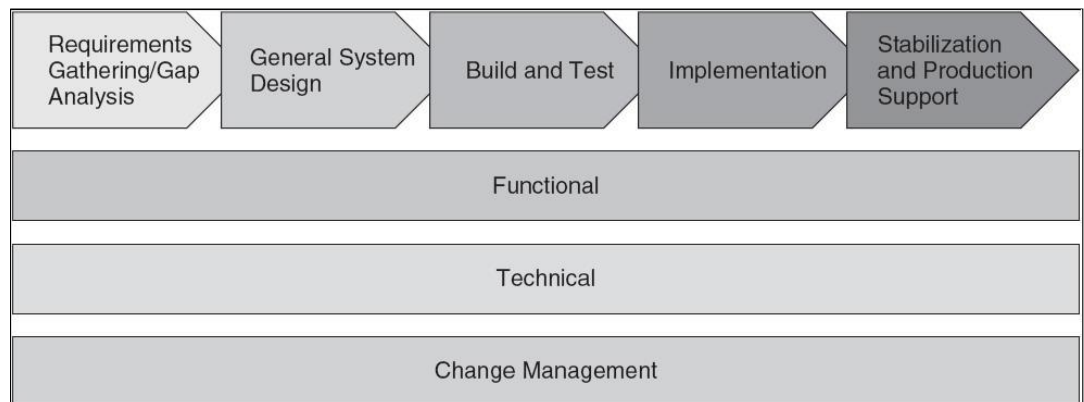 Requirements
Gathering/Gap
Analysis
General System
Design
Build and Test
Implementation
Stabilization
and Production
Support
Functional
Technical
Change Management